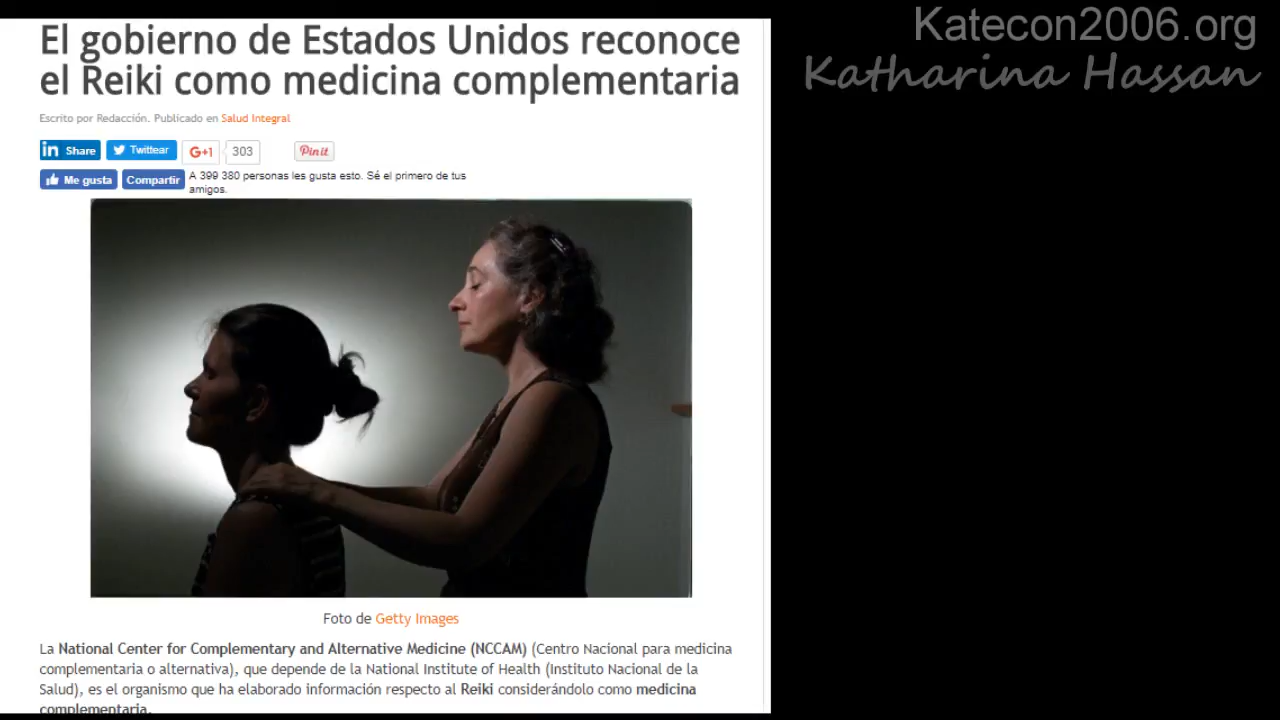 Katecon2006.org
Katharina Hassan
El gobierno de Estados Unidos reconoce
el Reiki como medicina complementaria
Escrito por Redacción. Publicado en Salud Integral
in Share Twittear G+1 303 Pin it
Me gusta Compartir A 399 380 personas les gusta esto. Sé el primero de tus
amigos.
Foto de Getty Images
La National Center for Complementary and Alternative Medicine (NCCAM) (Centro Nacional para medicina
complementaria o alternativa), que depende de la National Institute of Health (Instituto Nacional de la
Salud), es el organismo que ha elaborado información respecto al Reiki considerándolo como medicina
complementaria.